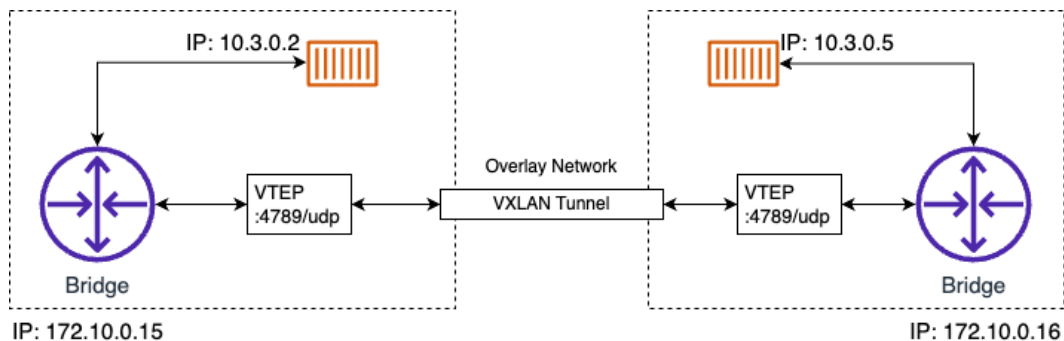 IP: 10.3.0.2
IP: 10.3.0.5
Overlay Network
VTEP
:4789/udp
VXLAN Tunnel
VTEP
:4789/udp
Bridge
Bridge
IP: 172.10.0.15
IP: 172.10.0.16